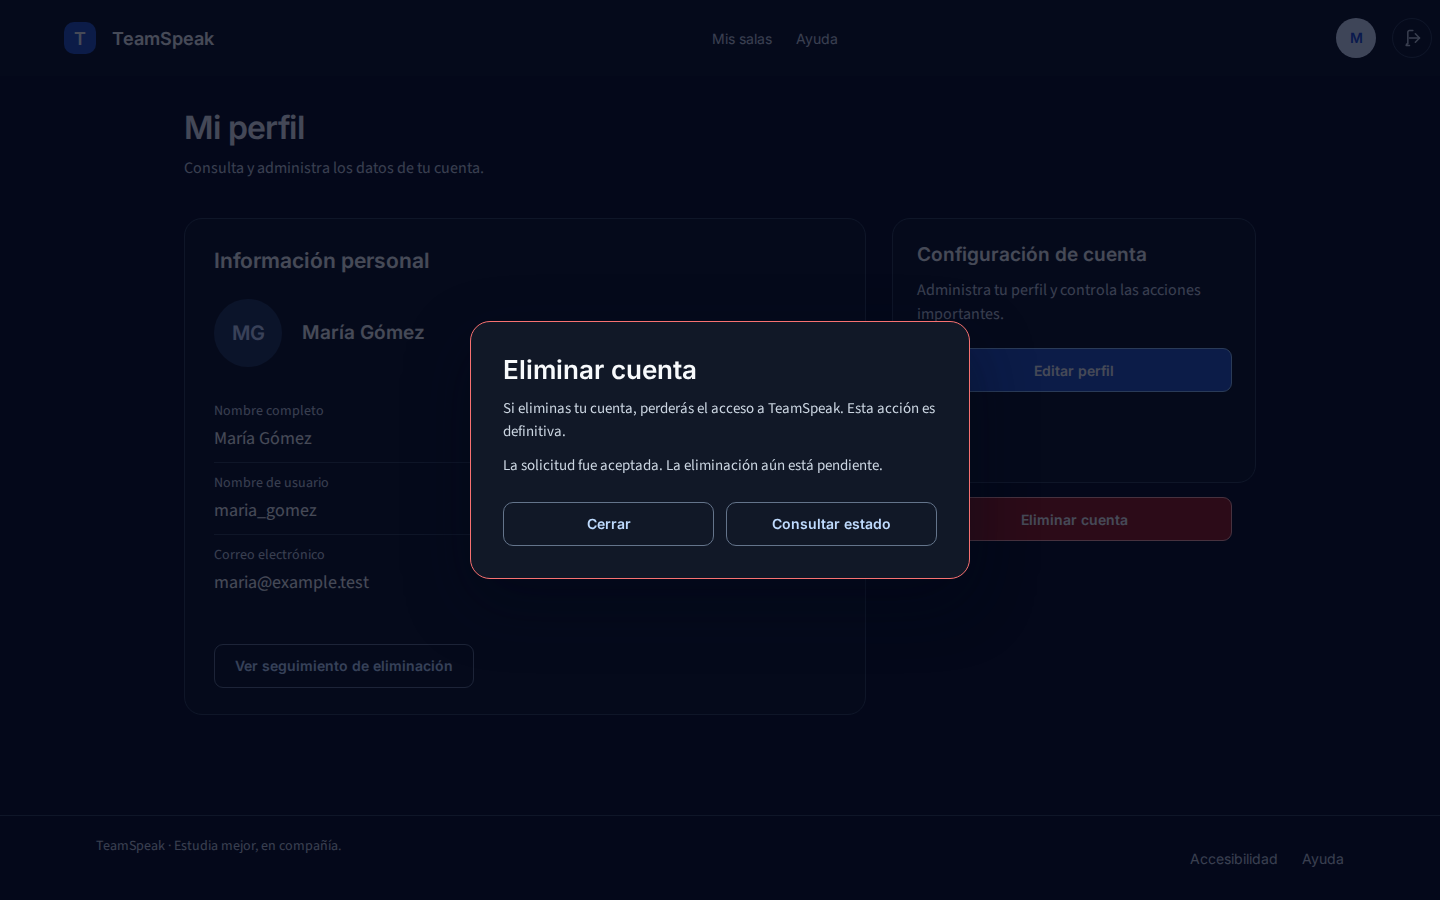 T TeamSpeak
Mis salas Ayuda
M
Mi perfil
Consulta y administra los datos de tu cuenta.
Información personal
MG María Gómez
Nombre completo
María Gómez
Nombre de usuario
maria_gomez
Correo electrónico
maria@example.test
Ver seguimiento de eliminación
Configuración de cuenta
Administra tu perfil y controla las acciones
importantes.
Editar perfil
Eliminar cuenta
Eliminar cuenta
Si eliminas tu cuenta, perderás el acceso a TeamSpeak. Esta acción es
definitiva.
La solicitud fue aceptada. La eliminación aún está pendiente.
Cerrar Consultar estado
TeamSpeak · Estudia mejor, en compañía.
Accesibilidad Ayuda